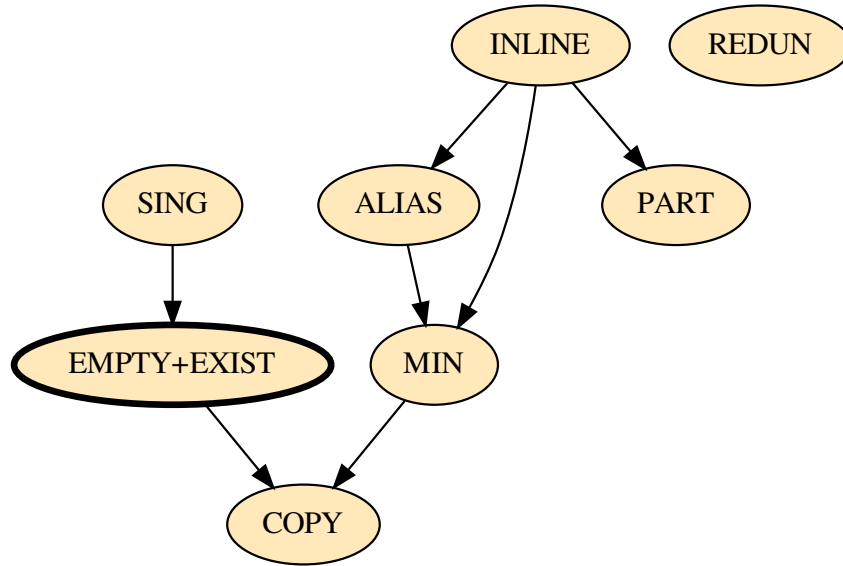 INLINE
REDUN
SING
ALIAS
PART
EMPTY+EXIST
MIN
COPY